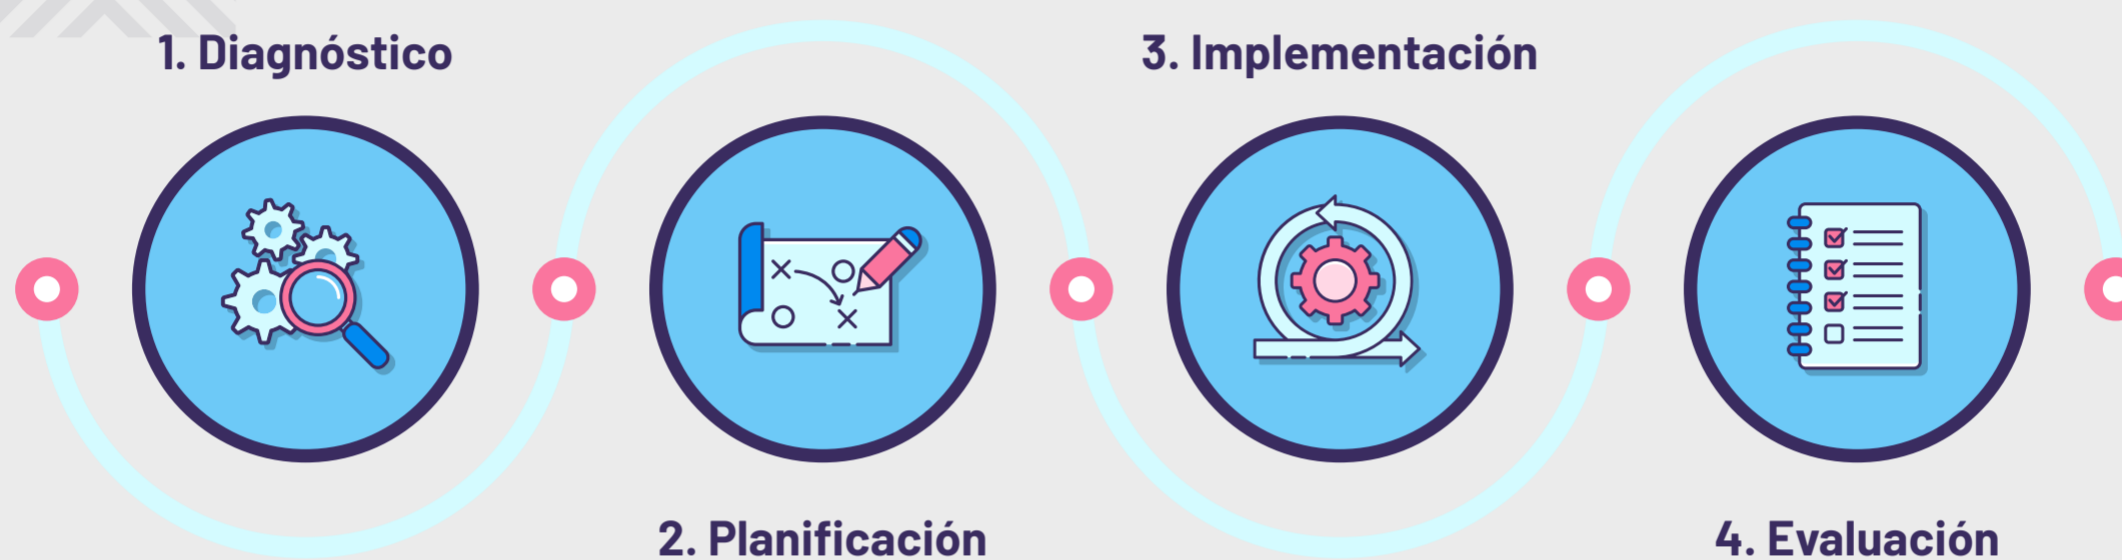 1. Diagnóstico
2. Planificación
3. Implementación
4. Evaluación